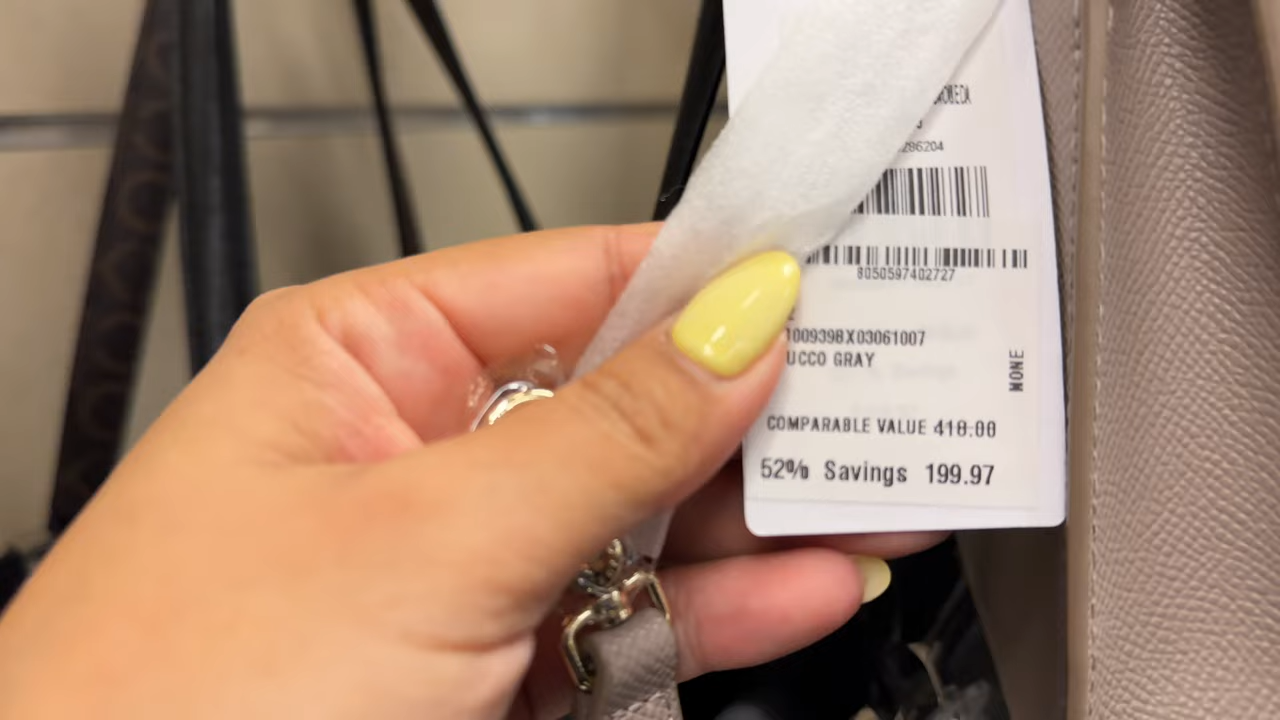 286204
8050597402727
1009398X03061007
UCCO GRAY
NONE
COMPARABLE VALUE 418.00
52% Savings 199.97